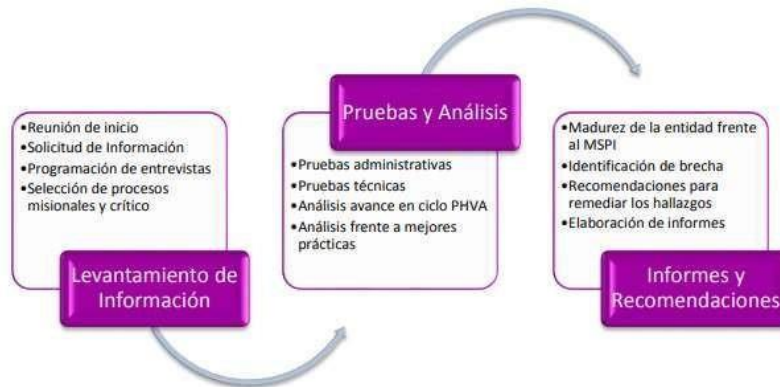 •Reunión de inicio
•Solicitud de Información
•Programación de entrevistas
•Selección de procesos
misionales y crítico
Levantamiento de
Información
Pruebas y Análisis
•Pruebas administrativas
•Pruebas técnicas
•Análisis avance en ciclo PHVA
•Análisis frente a mejores
prácticas
•Madurez de la entidad frente
al MSPI
•Identificación de brecha
•Recomendaciones para
remediar los hallazgos
•Elaboración de informes
Informes y
Recomendaciones